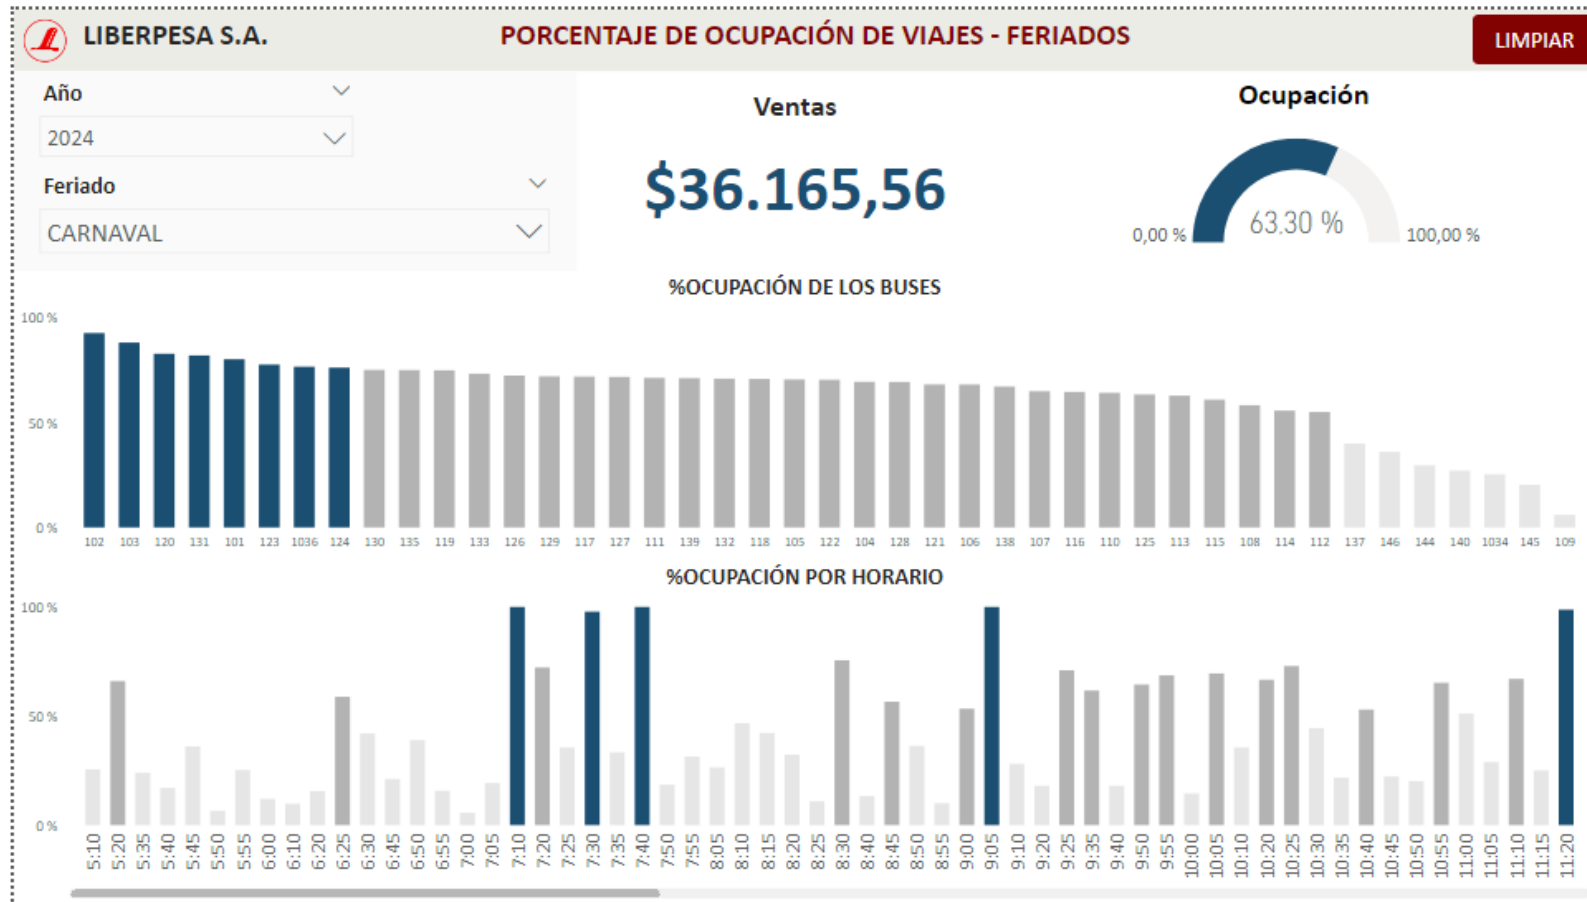 LIBERPESA S.A.
PORCENTAJE DE OCUPACIÓN DE VIAJES - FERIADOS
LIMPIAR
Año
2024
Feriado
CARNAVAL
Ventas
$36.165,56
Ocupación
63.30 %
0,00 %
100,00 %
%OCUPACIÓN DE LOS BUSES
100 %
50 %
0 %
102 103 120 131 101 123 1036 124 130 135 119 133 126 129 117 127 111 139 132 118 105 122 104 128 121 106 138 107 116 110 125 113 115 108 114 112 137 146 144 140 1034 145 109
%OCUPACIÓN POR HORARIO
100 %
50 %
0 %
5:10 5:20 5:35 5:40 5:45 5:50 5:55 6:00 6:10 6:20 6:25 6:30 6:45 6:50 6:55 7:00 7:05 7:10 7:20 7:25 7:30 7:35 7:40 7:50 7:55 8:05 8:10 8:15 8:20 8:25 8:30 8:40 8:45 8:50 8:55 9:00 9:05 9:10 9:20 9:25 9:35 9:40 9:50 9:55 10:00 10:05 10:10 10:20 10:25 10:30 10:35 10:40 10:45 10:50 10:55 11:00 11:05 11:10 11:15 11:20